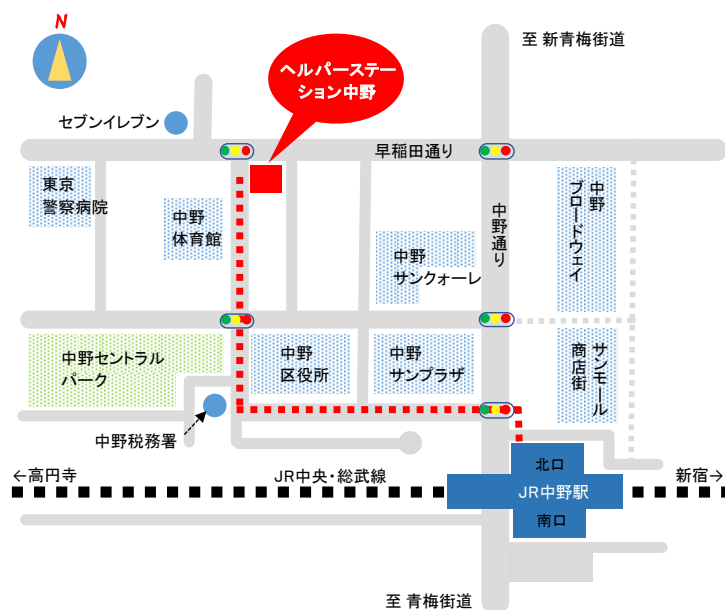 N
至 新青梅街道
ヘルパーステー
ション中野
セブンイレブン
早稲田通り
東京
警察病院
中野
体育館
中野
サンクォーレ
中野通り
中野
ブロードウェイ
中野セントラル
パーク
中野
区役所
中野
サンプラザ
サンモール
商店街
中野税務署
北口
←高円寺
JR中央・総武線
JR中野駅
新宿→
南口
至 青梅街道